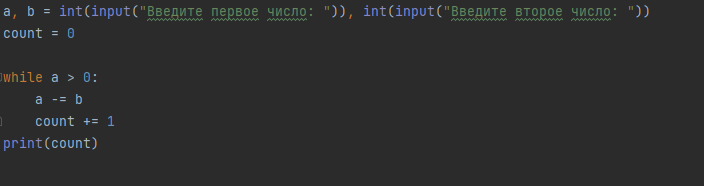 a, b = int(input("Введите первое число: ")), int(input("Введите второе число: "))
count = 0
while a > 0:
    a -= b
    count += 1
print(count)